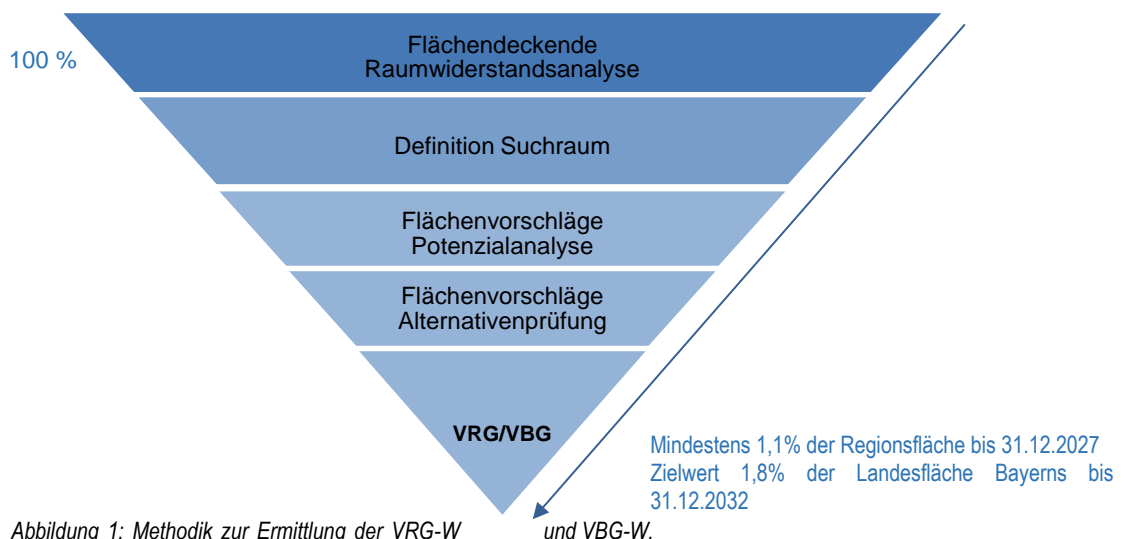 100 %
Flächendeckende
Raumwiderstandsanalyse
Definition Suchraum
Flächenvorschläge
Potenzialanalyse
Flächenvorschläge
Alternativenprüfung
VRG/VBG
Mindestens 1,1% der Regionsfläche bis 31.12.2027
Zielwert 1,8% der Landesfläche Bayerns bis
31.12.2032
Abbildung 1: Methodik zur Ermittlung der VRG-W und VBG-W.